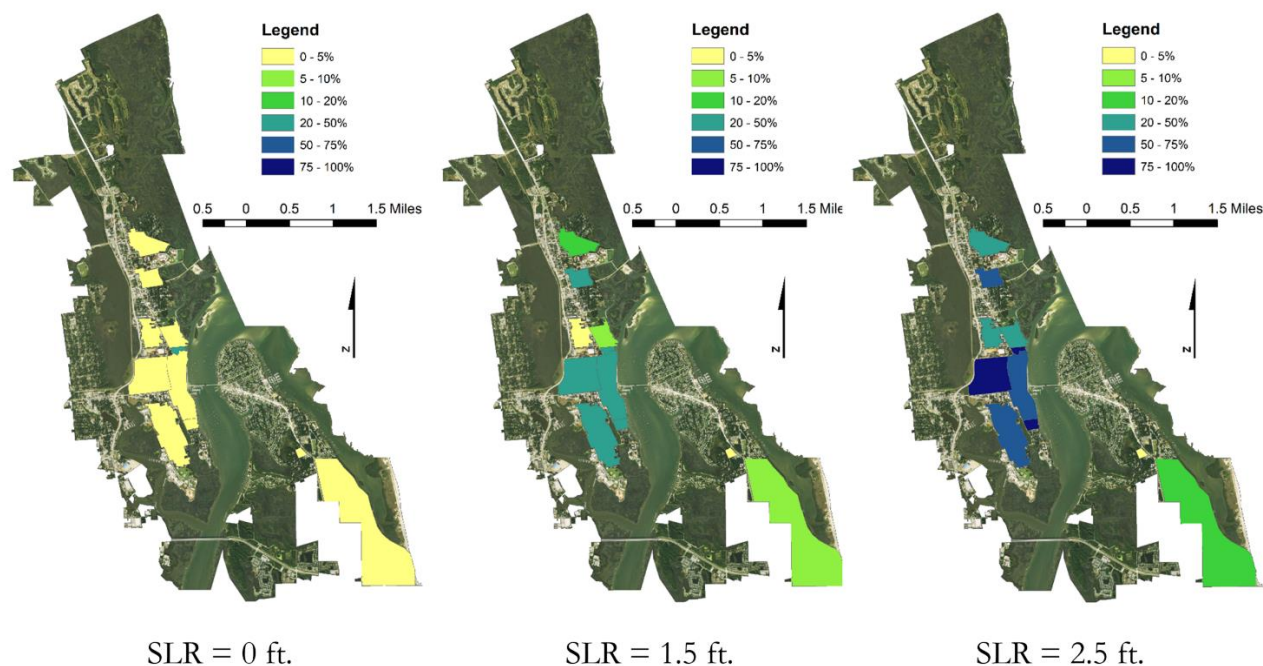 Legend
0 - 5%
5 - 10%
10 - 20%
20 - 50%
50 - 75%
75 - 100%
0.5 0 0.5 1 1.5 Miles
N
SLR = 0 ft.
Legend
0 - 5%
5 - 10%
10 - 20%
20 - 50%
50 - 75%
75 - 100%
0.5 0 0.5 1 1.5 Miles
N
SLR = 1.5 ft.
Legend
0 - 5%
5 - 10%
10 - 20%
20 - 50%
50 - 75%
75 - 100%
0.5 0 0.5 1 1.5 Miles
N
SLR = 2.5 ft.